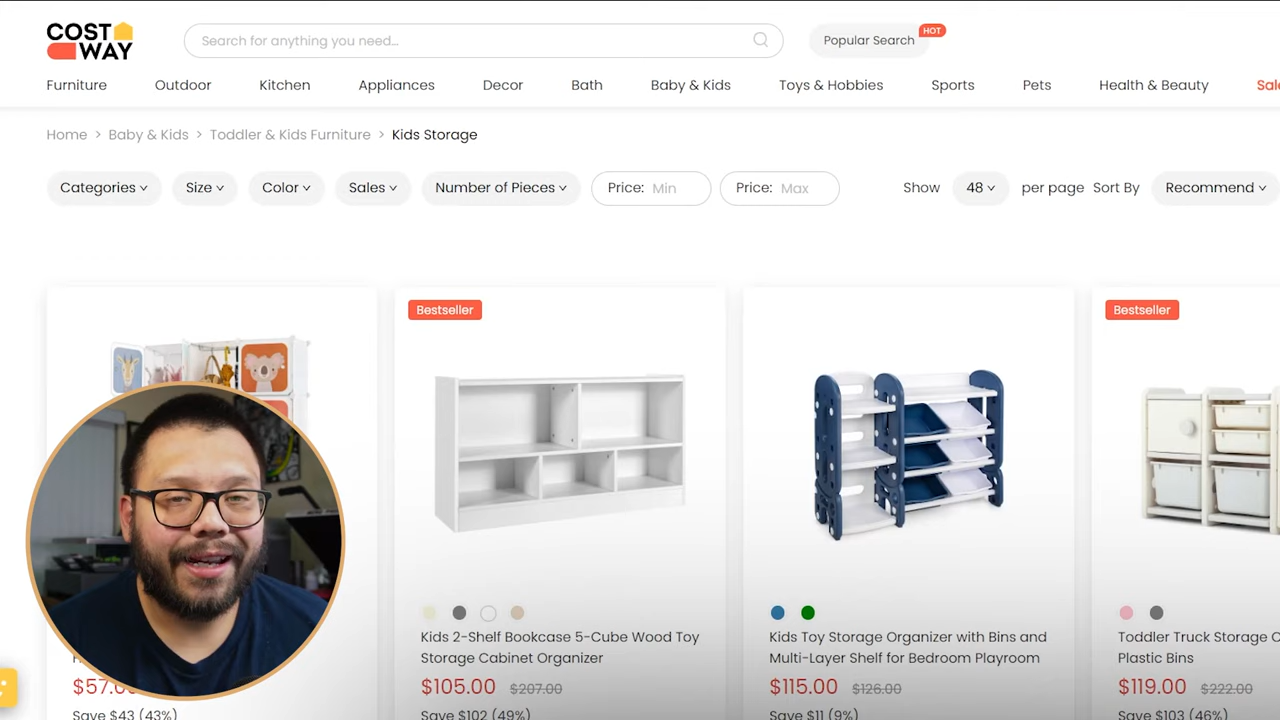 COST
WAY
Search for anything you need...
Popular Search
HOT
Furniture Outdoor Kitchen Appliances Decor Bath Baby & Kids Toys & Hobbies Sports Pets Health & Beauty
Home > Baby & Kids > Toddler & Kids Furniture > Kids Storage
Categories Size Color Sales Number of Pieces Price: Min Price: Max Show 48 per page Sort By Recommend
Bestseller
Bestseller
Kids 2-Shelf Bookcase 5-Cube Wood Toy
Storage Cabinet Organizer
$105.00 $207.00
Save $102 (49%)
Kids Toy Storage Organizer with Bins and
Multi-Layer Shelf for Bedroom Playroom
$115.00 $126.00
Save $11 (9%)
Toddler Truck Storage
Plastic Bins
$119.00 $222.00
Save $103 (46%)
Save $43 (43%)